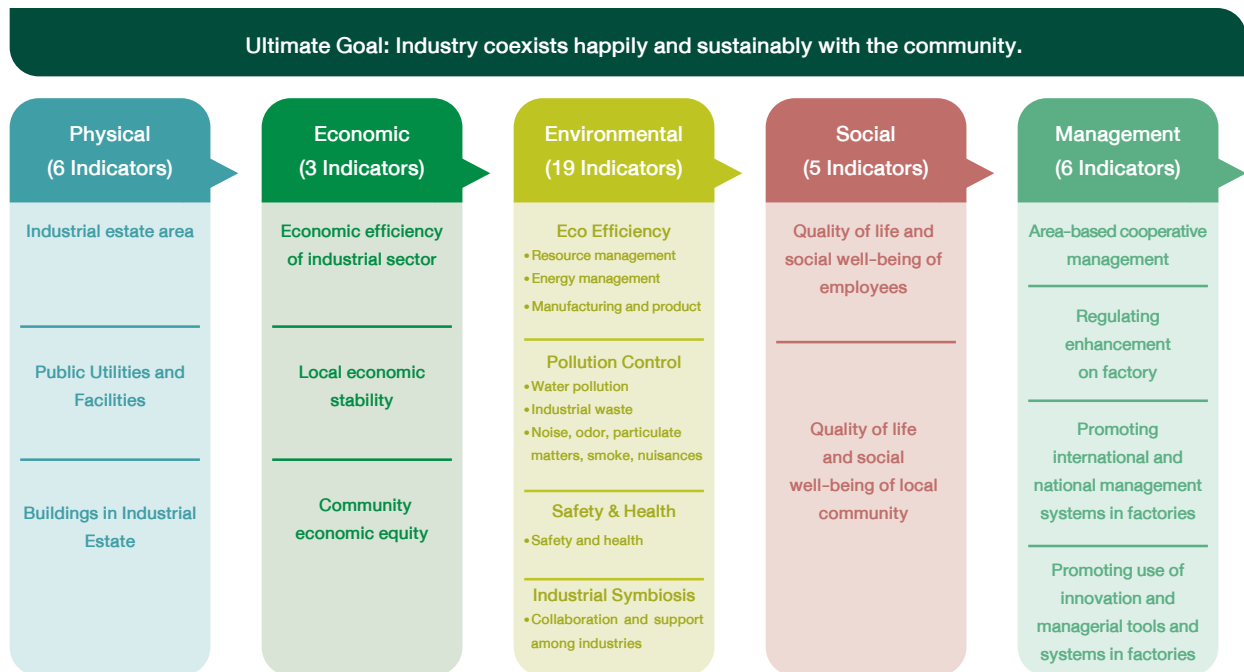 Ultimate Goal: Industry coexists happily and sustainably with the community.
Physical
(6 Indicators)
Industrial estate area
Public Utilities and
Facilities
Buildings in Industrial
Estate
Economic
(3 Indicators)
Economic efficiency
of industrial sector
Local economic
stability
Community
economic equity
Environmental
(19 Indicators)
Eco Efficiency
• Resource management
• Energy management
• Manufacturing and product
Pollution Control
• Water pollution
• Industrial waste
• Noise, odor, particulate
matters, smoke, nuisances
Safety & Health
• Safety and health
Industrial Symbiosis
• Collaboration and support
among industries
Social
(5 Indicators)
Quality of life and
social well-being of
employees
Quality of life
and social
well-being of local
community
Management
(6 Indicators)
Area-based cooperative
management
Regulating
enhancement
on factory
Promoting
international and
national management
systems in factories
Promoting use of
innovation and
managerial tools and
systems in factories